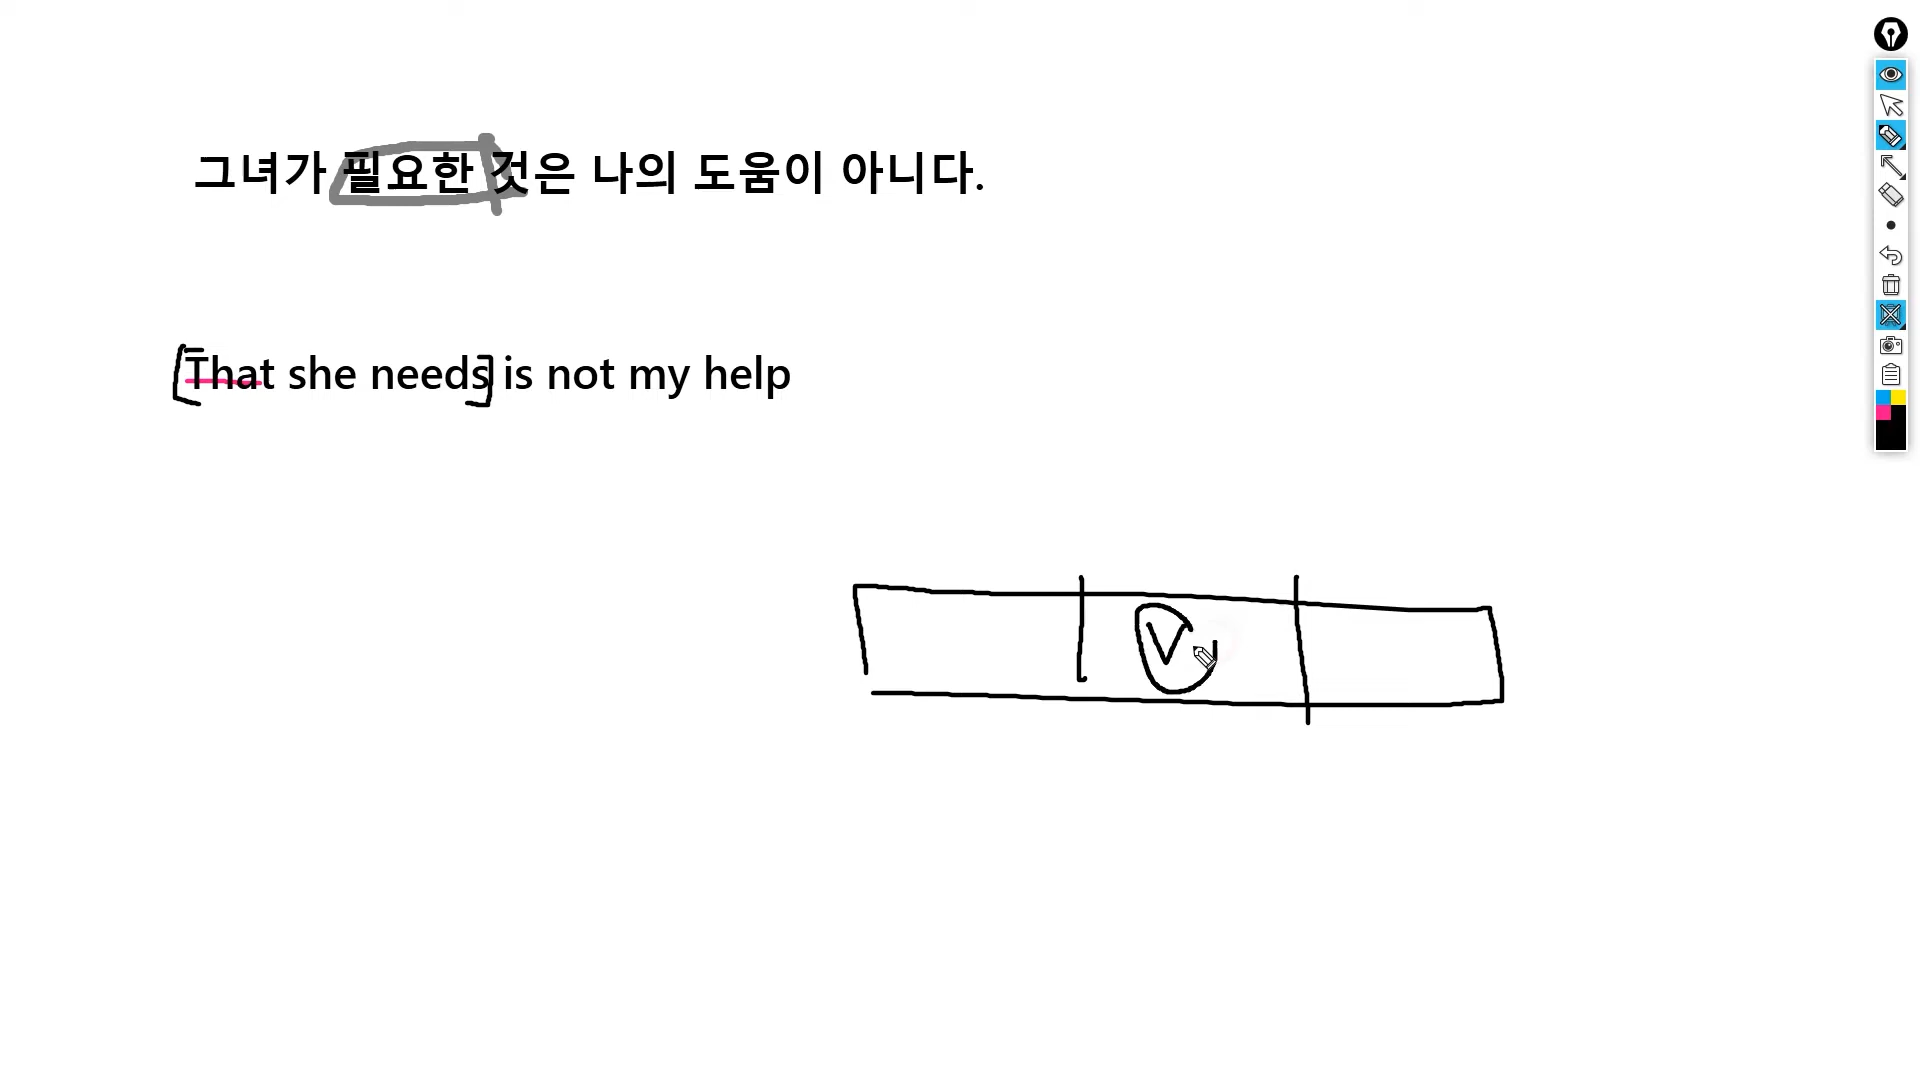 그녀가 필요한 것은 나의 도움이 아니다.
[That she needs] is not my help
V